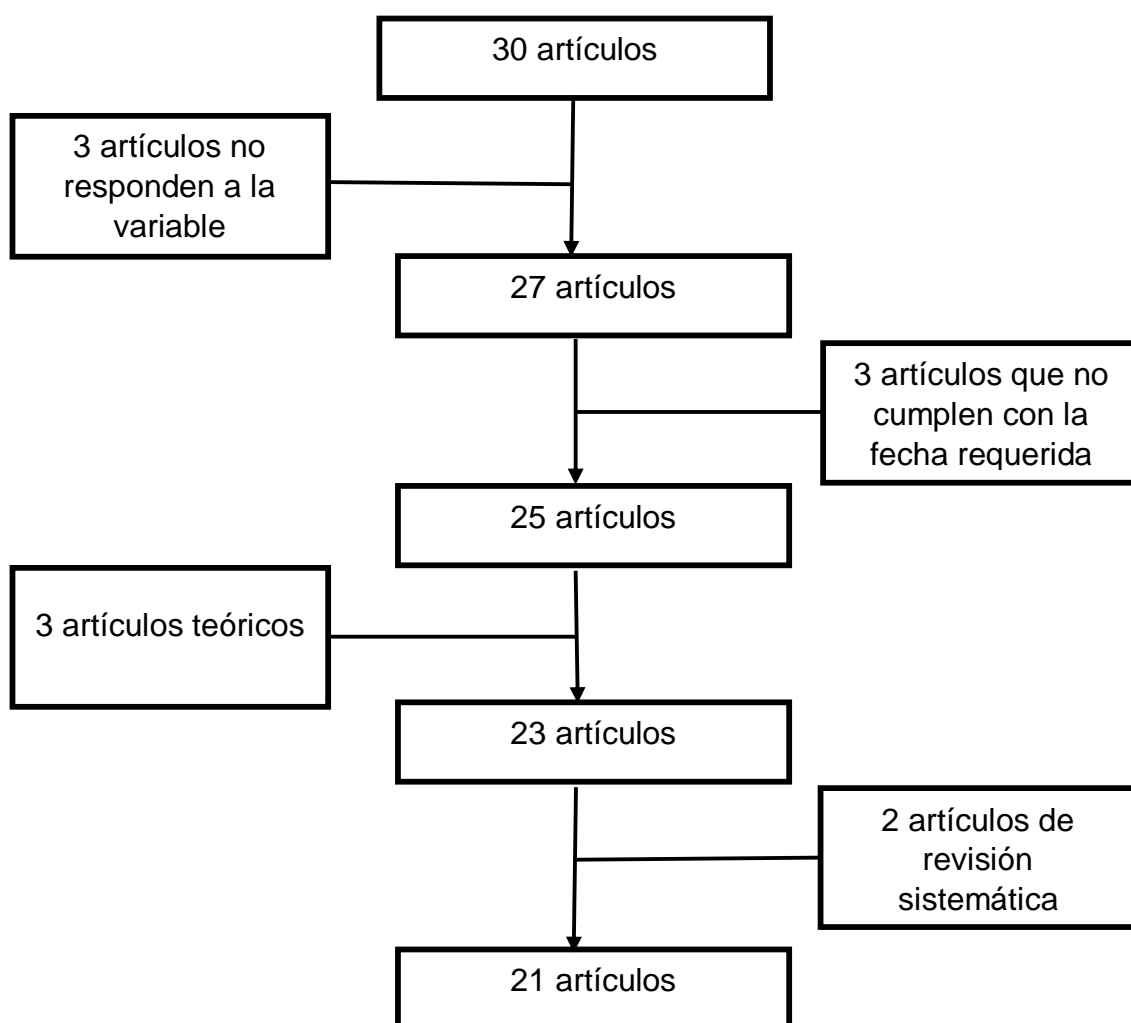 30 artículos
3 artículos no
responden a la
variable
27 artículos
3 artículos que no
cumplen con la
fecha requerida
25 artículos
3 artículos teóricos
23 artículos
2 artículos de
revisión
sistemática
21 artículos